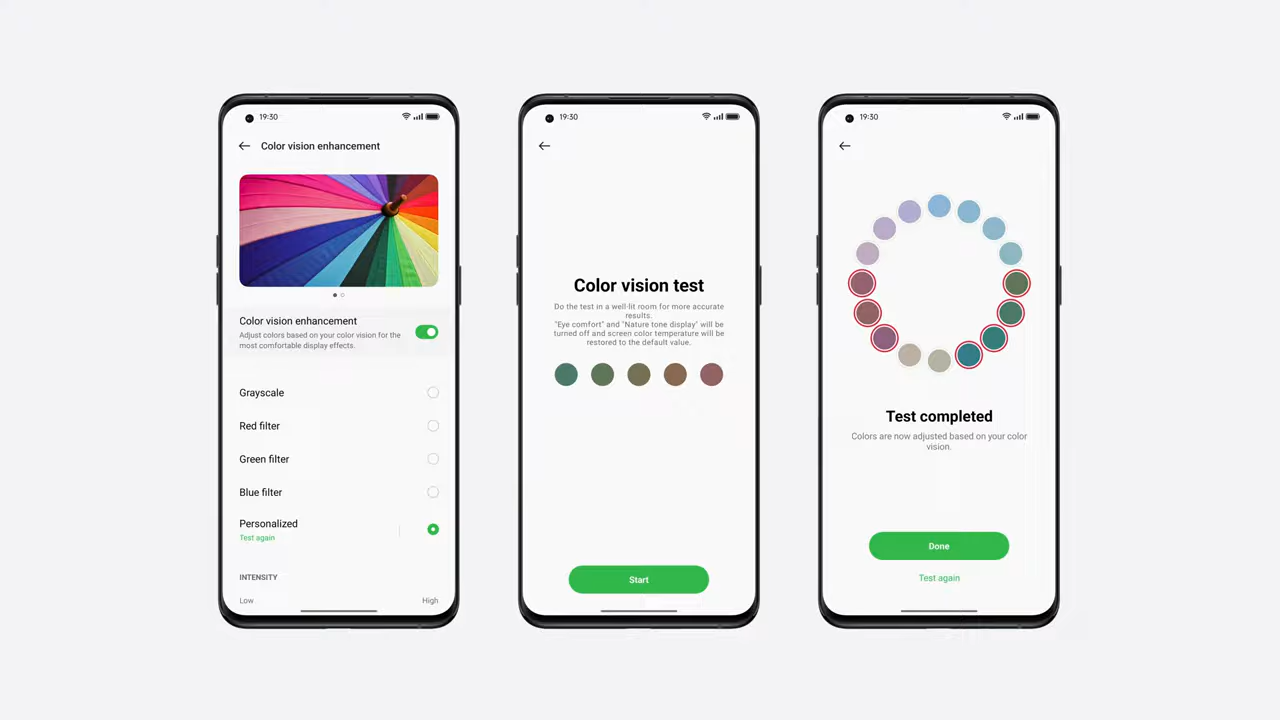 19:30
Color vision enhancement
Color vision enhancement
Adjust colors based on your color vision for the
most comfortable display effects.
Grayscale
Red filter
Green filter
Blue filter
Personalized
Test again
INTENSITY
Low High
19:30
Color vision test
Do the test in a well-lit room for more accurate
results.
"Eye comfort" and "Nature tone display" will be
turned off and screen color temperature will be
restored to the default value.
Start
19:30
Test completed
Colors are now adjusted based on your color
vision.
Done
Test again